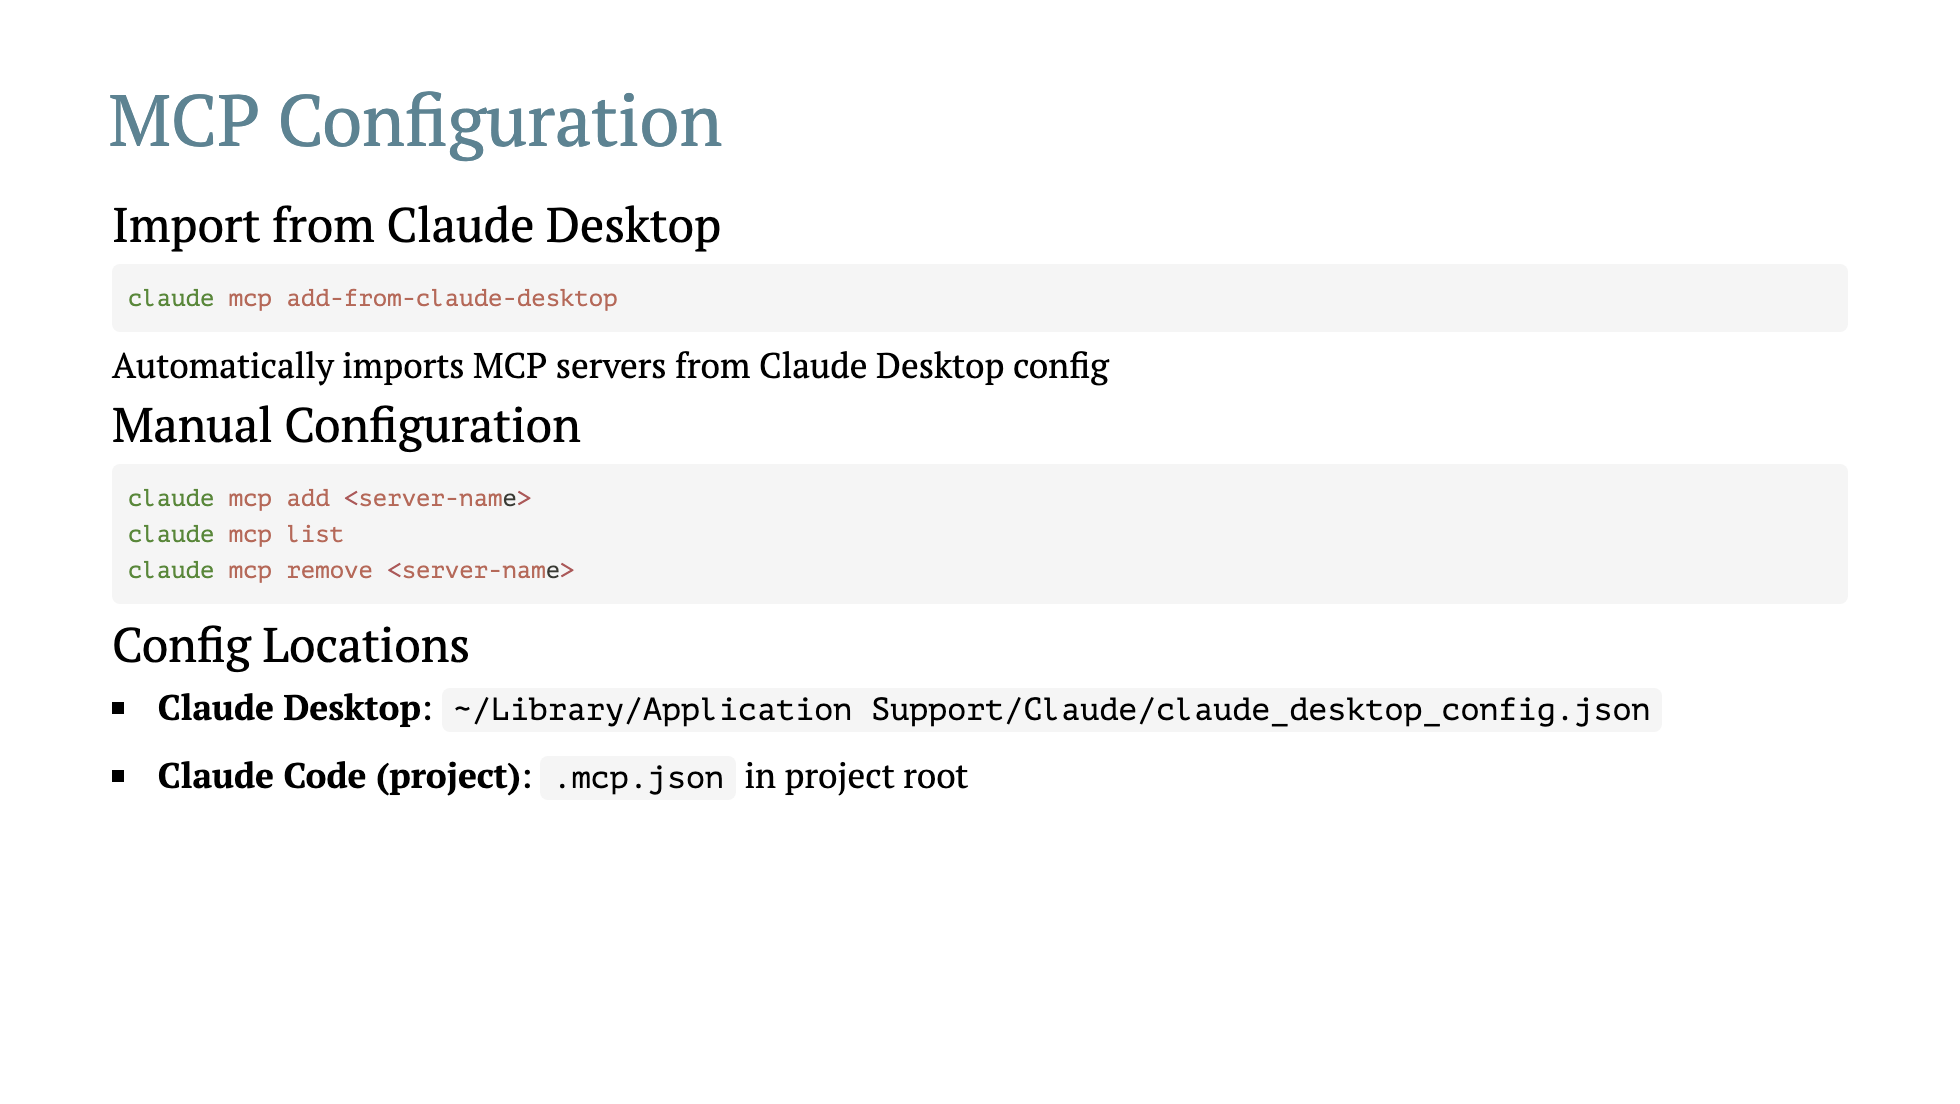 MCP Configuration
Import from Claude Desktop
claude mcp add-from-claude-desktop
Automatically imports MCP servers from Claude Desktop config
Manual Configuration
claude mcp add <server-name>
claude mcp list
claude mcp remove <server-name>
Config Locations
▪ Claude Desktop: ~/Library/Application Support/Claude/claude_desktop_config.json
▪ Claude Code (project): .mcp.json in project root